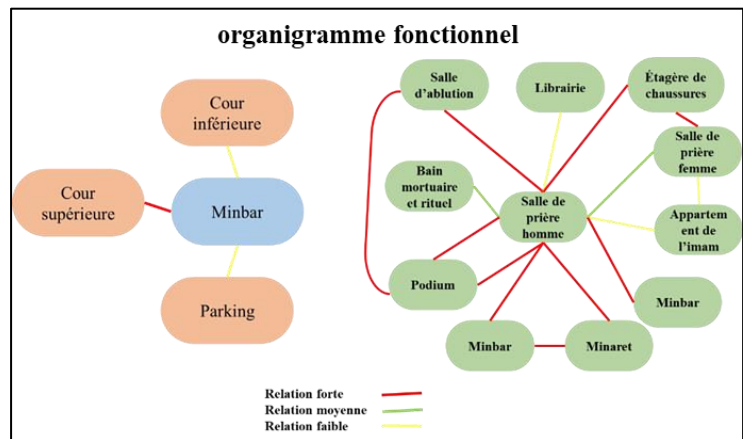 organigramme fonctionnel
Cour
inférieure
Cour
supérieure
Minbar
Parking
Salle
d’ablution
Librairie
Étagère de
chaussures
Bain
mortuaire
et rituel
Salle de
prière
homme
Salle de
prière
femme
Appartem
ent de
l’imam
Podium
Minbar
Minbar
Minaret
Relation forte
Relation moyenne
Relation faible